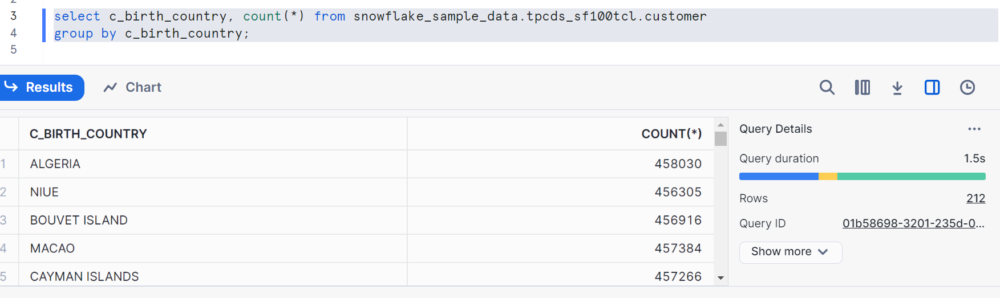 3 select c_birth_country, count(*) from snowflake_sample_data.tpcds_sf100tcl.customer
4 group by c_birth_country;
5
Results Chart
C_BIRTH_COUNTRY COUNT(*)
1 ALGERIA 458030
2 NIUE 456305
3 BOUVET ISLAND 456916
4 MACAO 457384
5 CAYMAN ISLANDS 457266
Query Details
Query duration 1.5s
Rows 212
Query ID 01b58698-3201-235d-0...
Show more